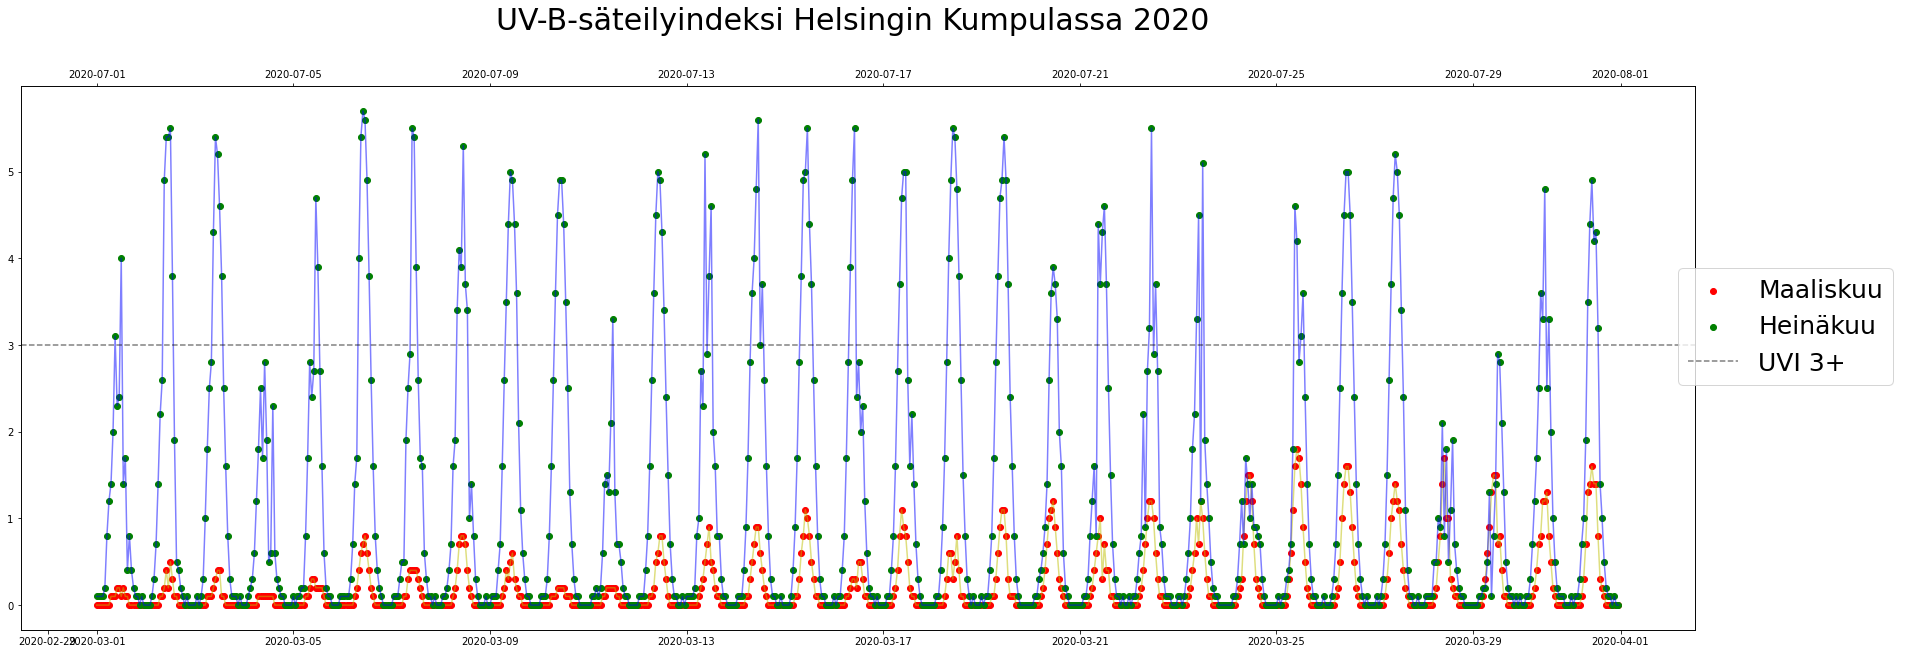 UV-B-säteilyindeksi Helsingin Kumpulassa 2020
2020-07-01 2020-07-05 2020-07-09 2020-07-13 2020-07-17 2020-07-21 2020-07-25 2020-07-29 2020-08-01
5
4
3
2
1
0
Maaliskuu
Heinäkuu
UVI 3+
2020-02-29 2020-03-01 2020-03-05 2020-03-09 2020-03-13 2020-03-17 2020-03-21 2020-03-25 2020-03-29 2020-04-01